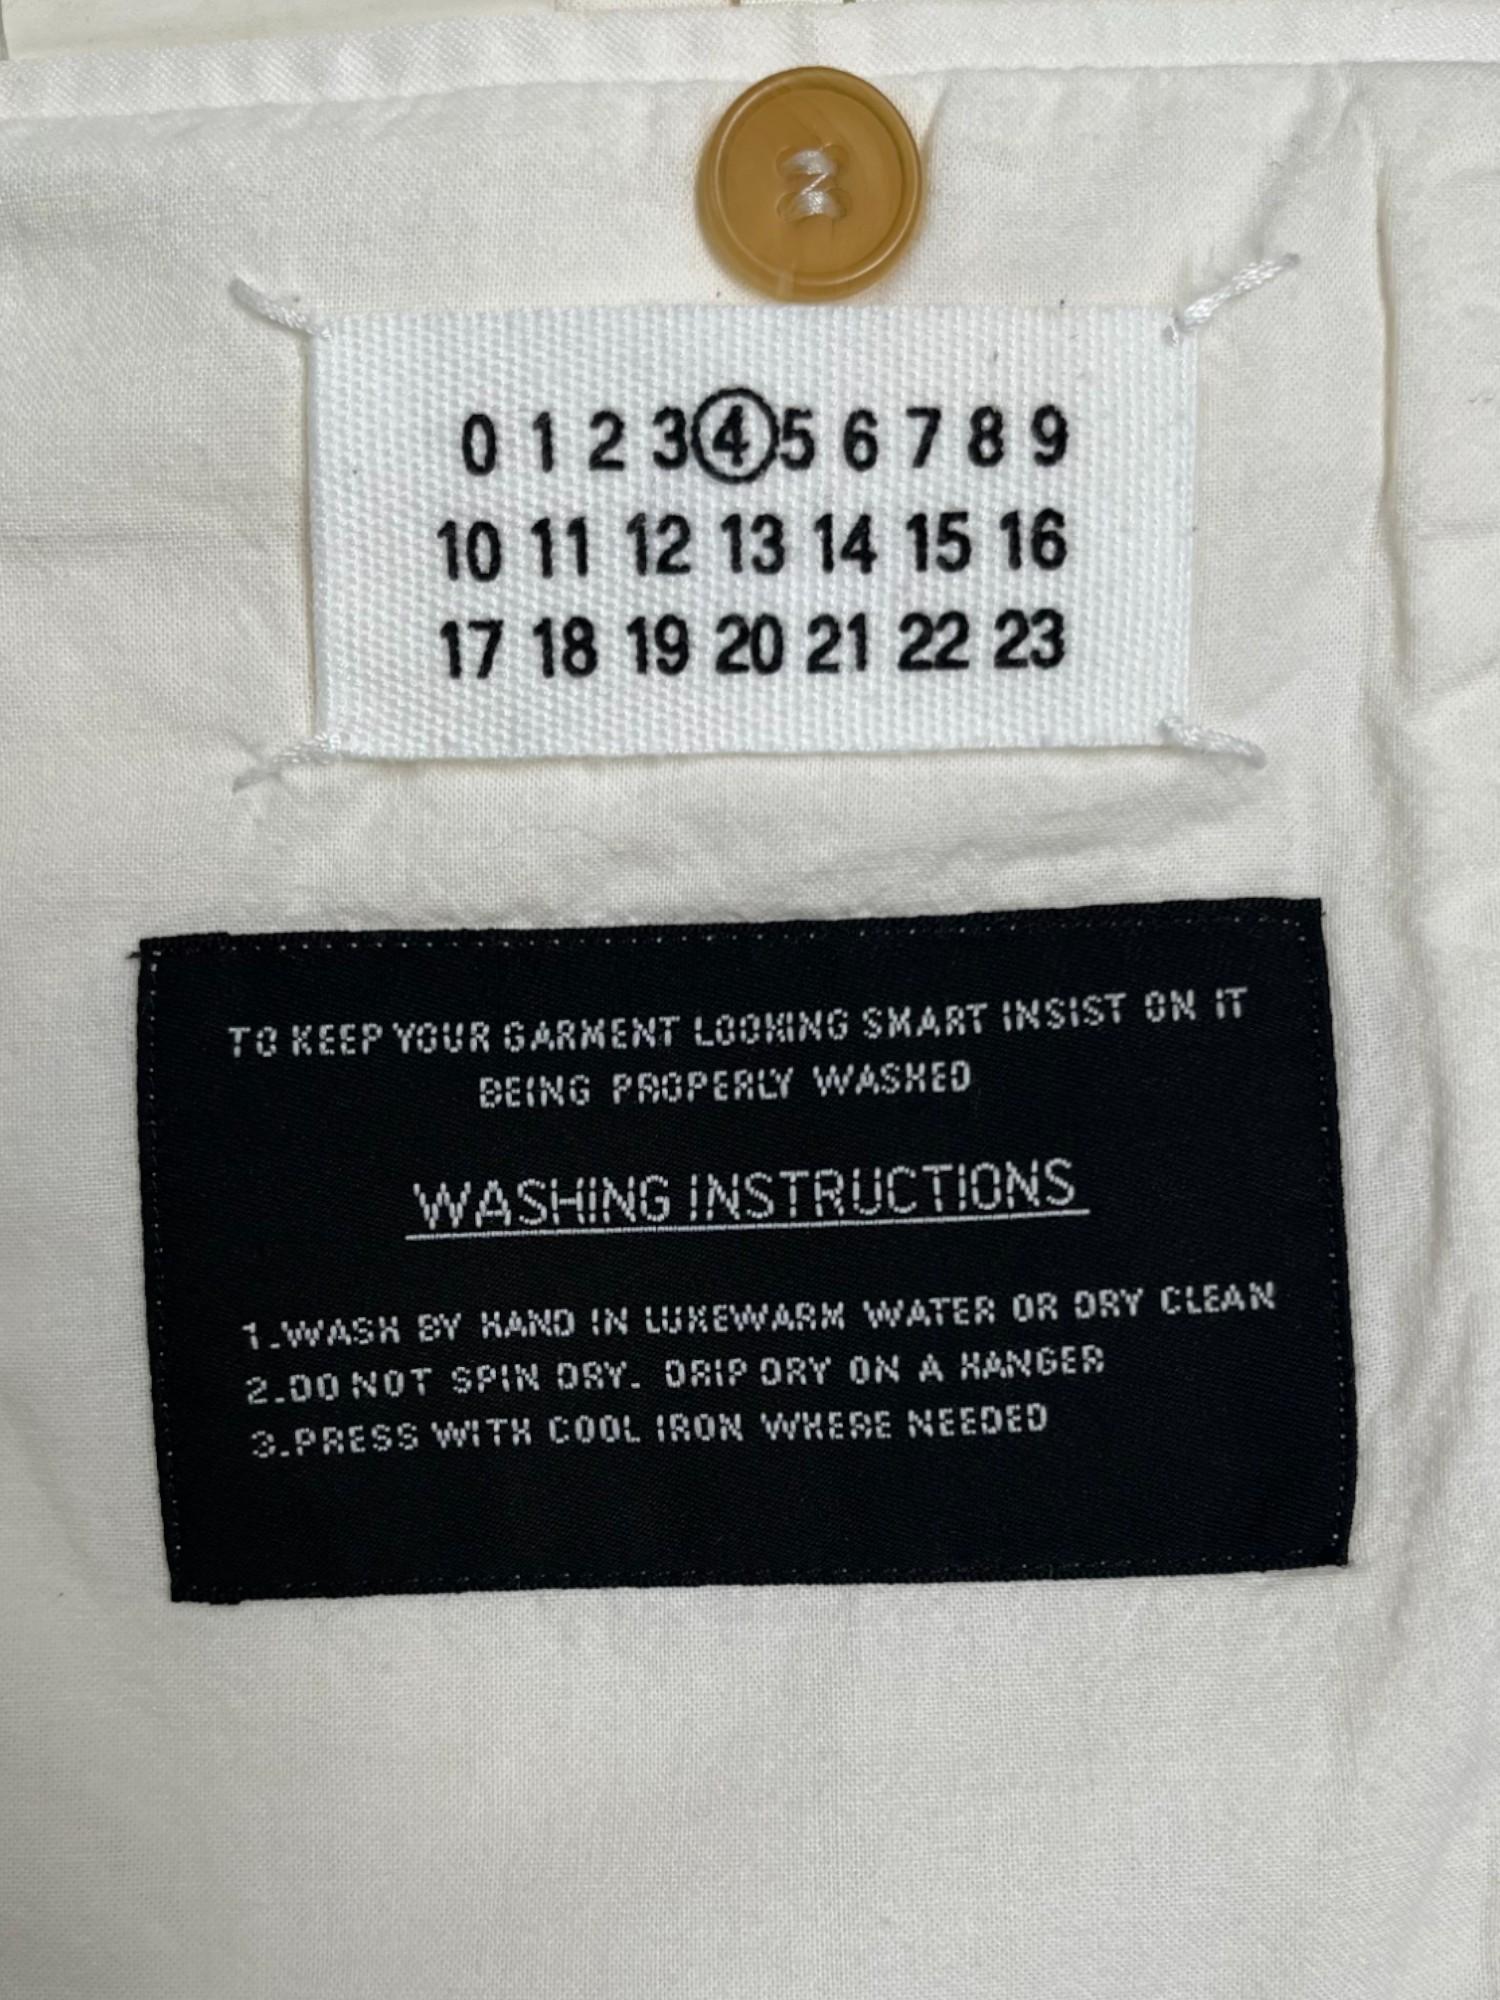 0 1 2 3 4 5 6 7 8 9
10 11 12 13 14 15 16
17 18 19 20 21 22 23
TO KEEP YOUR GARMENT LOOKING SMART INSIST ON IT
BEING PROPERLY WASHED
WASHING INSTRUCTIONS
1.WASH BY HAND IN LUKEWARM WATER OR DRY CLEAN
2.DO NOT SPIN DRY. DRIP DRY ON A HANGER
3.PRESS WITH COOL IRON WHERE NEEDED